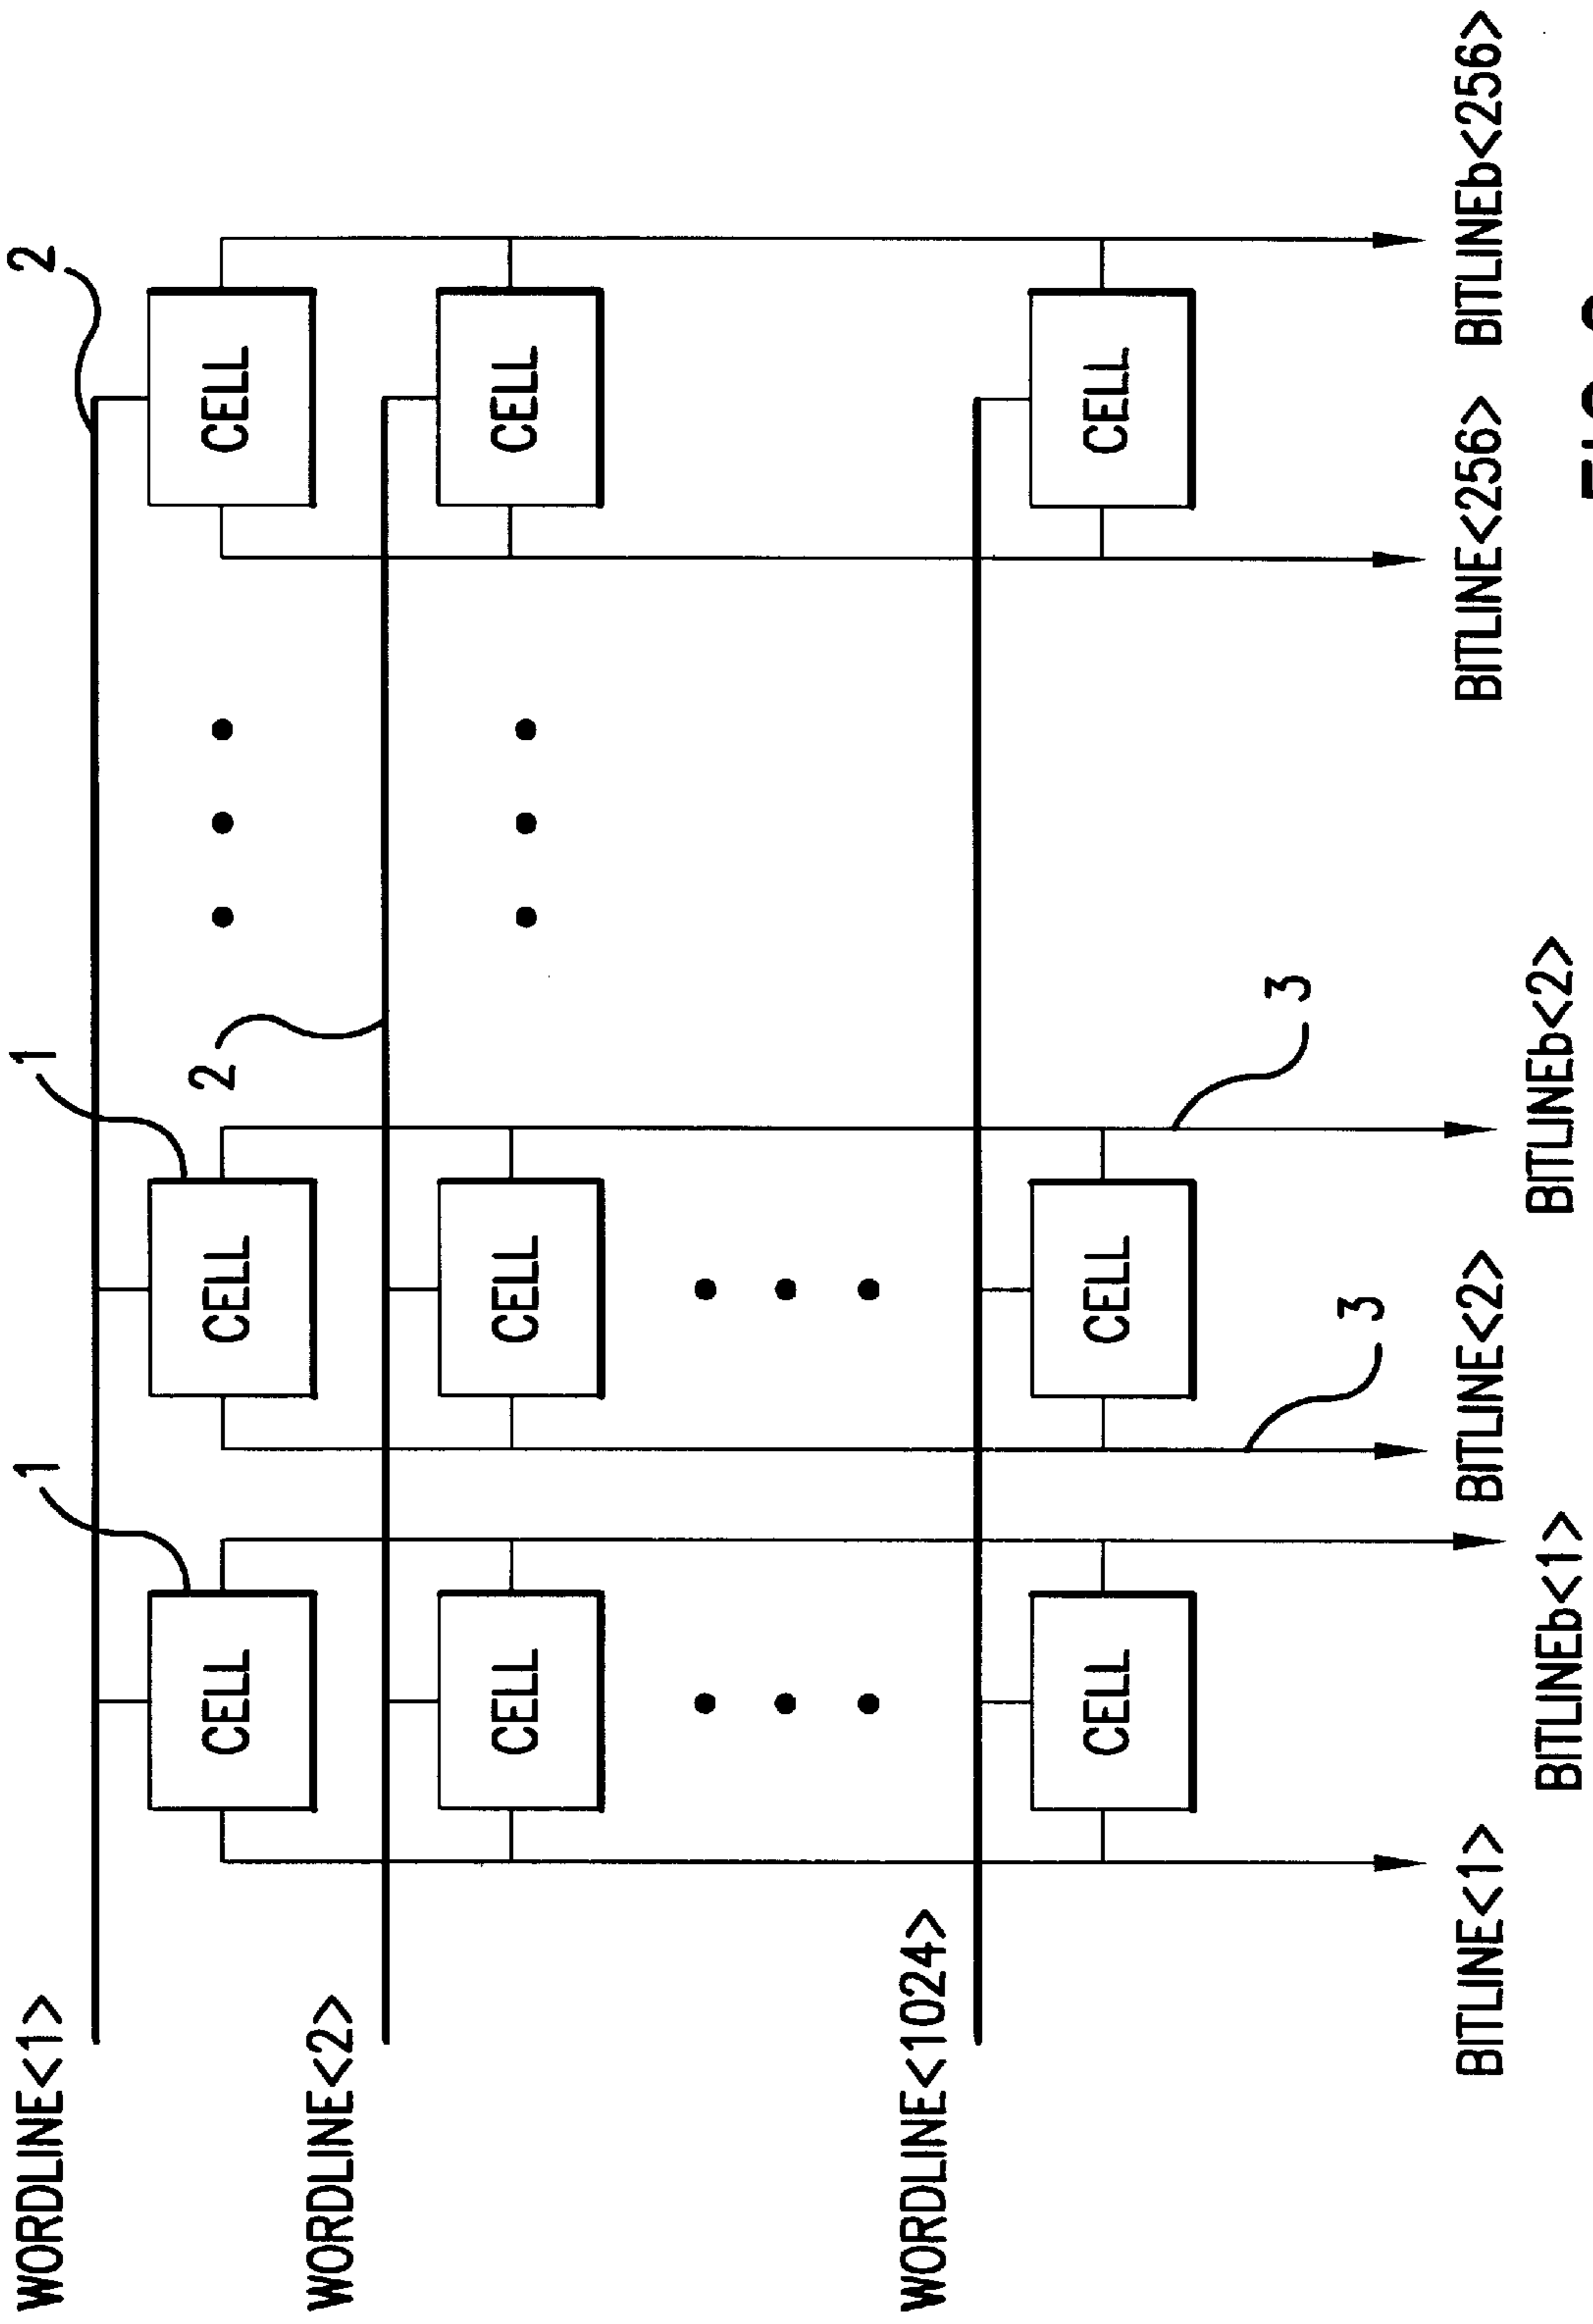 WORDLINE<1>
1
1
2
CELL
CELL
2
CELL
WORDLINE<2>
CELL
CELL
CELL
WORDLINE<1024>
CELL
CELL
CELL
3
3
BITLINE<1>
BITLINEb<1>
BITLINE<2>
BITLINEb<2>
BITLINE<256>
BITLINEb<256>